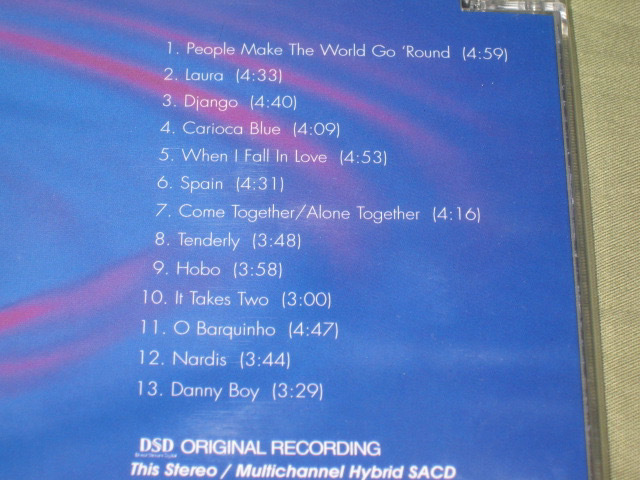 1. People Make The World Go 'Round (4:59)
2. Laura (4:33)
3. Django (4:40)
4. Carioca Blue (4:09)
5. When I Fall In Love (4:53)
6. Spain (4:31)
7. Come Together/Alone Together (4:16)
8. Tenderly (3:48)
9. Hobo (3:58)
10. It Takes Two (3:00)
11. O Barquinho (4:47)
12. Nardis (3:44)
13. Danny Boy (3:29)
DSD ORIGINAL RECORDING
This Stereo / Multichannel Hybrid SACD